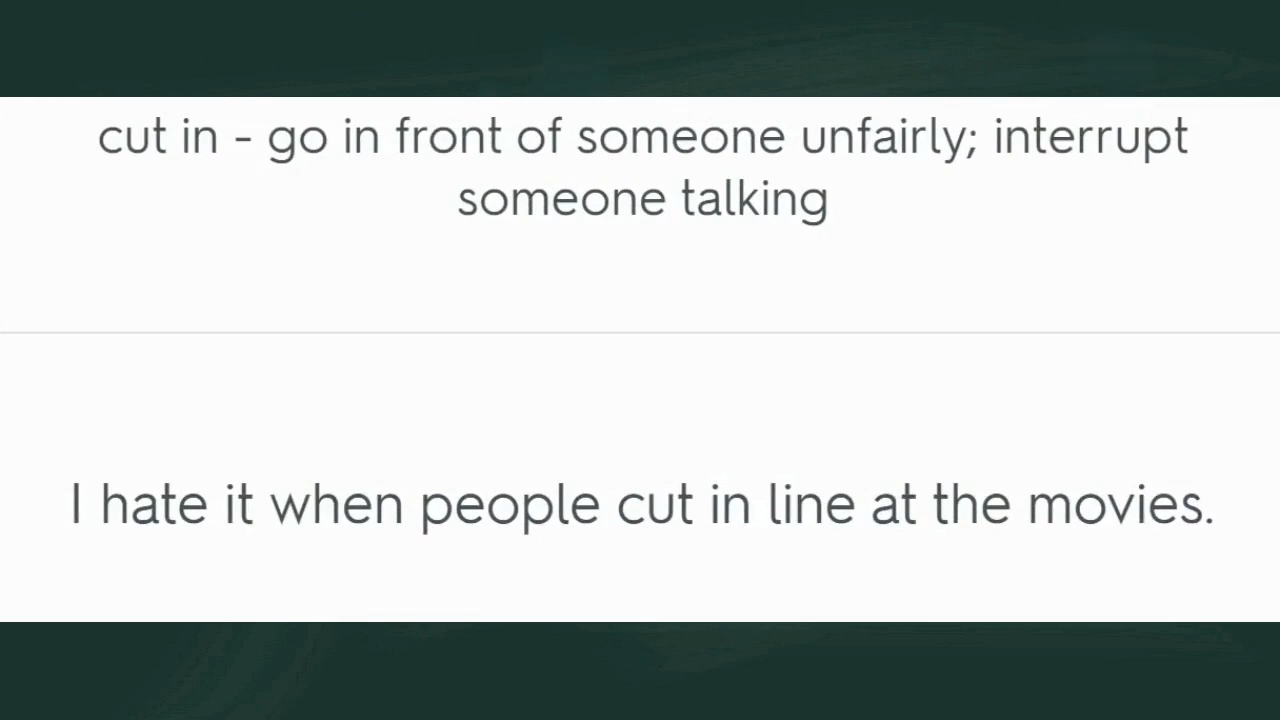 cut in - go in front of someone unfairly; interrupt
someone talking
I hate it when people cut in line at the movies.